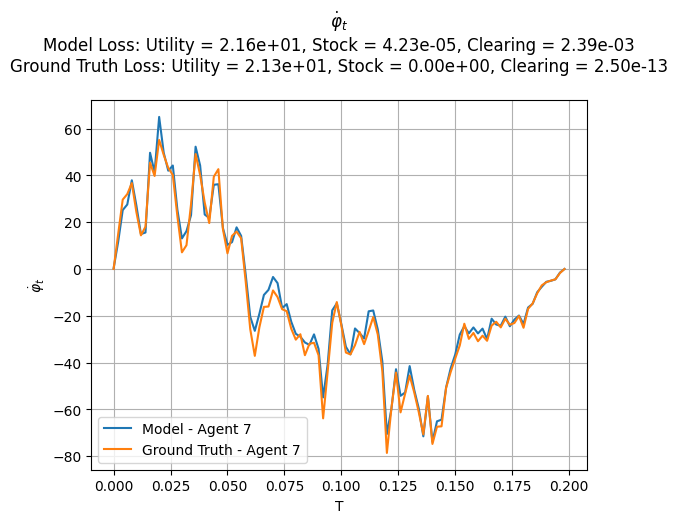 φ̇_t
Model Loss: Utility = 2.16e+01, Stock = 4.23e-05, Clearing = 2.39e-03
Ground Truth Loss: Utility = 2.13e+01, Stock = 0.00e+00, Clearing = 2.50e-13
60
40
20
0
−20
−40
−60
−80
φ̇_t
Model - Agent 7
Ground Truth - Agent 7
0.000 0.025 0.050 0.075 0.100 0.125 0.150 0.175 0.200
T